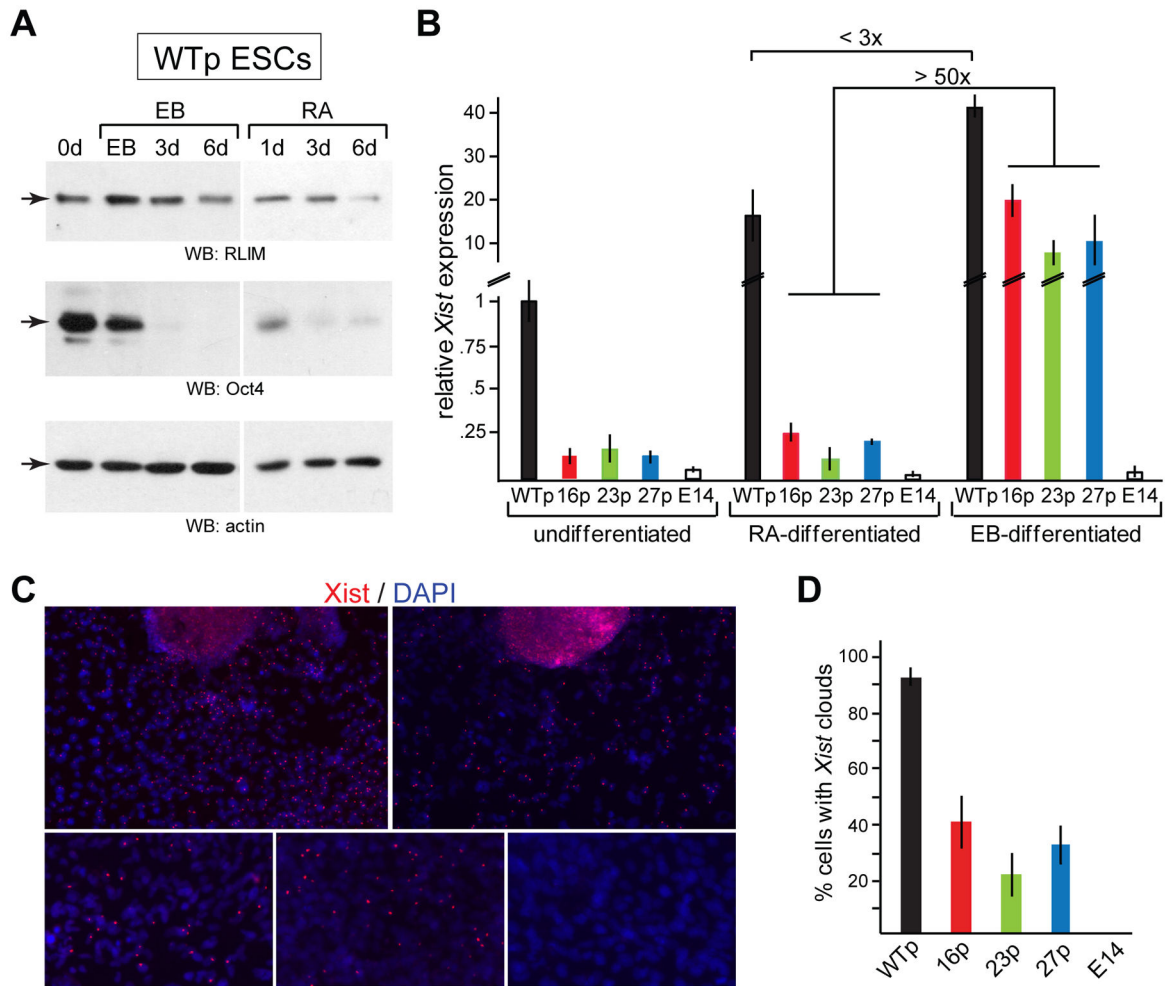 A
WTp ESCs
EB
RA
0d EB 3d 6d 1d 3d 6d
WB: RLIM
WB: Oct4
WB: actin
B
< 3x
> 50x
relative Xist expression
40
30
20
10
1
.75
.5
.25
WTp 16p 23p 27p E14 WTp 16p 23p 27p E14 WTp 16p 23p 27p E14
undifferentiated RA-differentiated EB-differentiated
C
Xist / DAPI
D
% cells with Xist clouds
100
80
60
40
20
WTp 16p 23p 27p E14